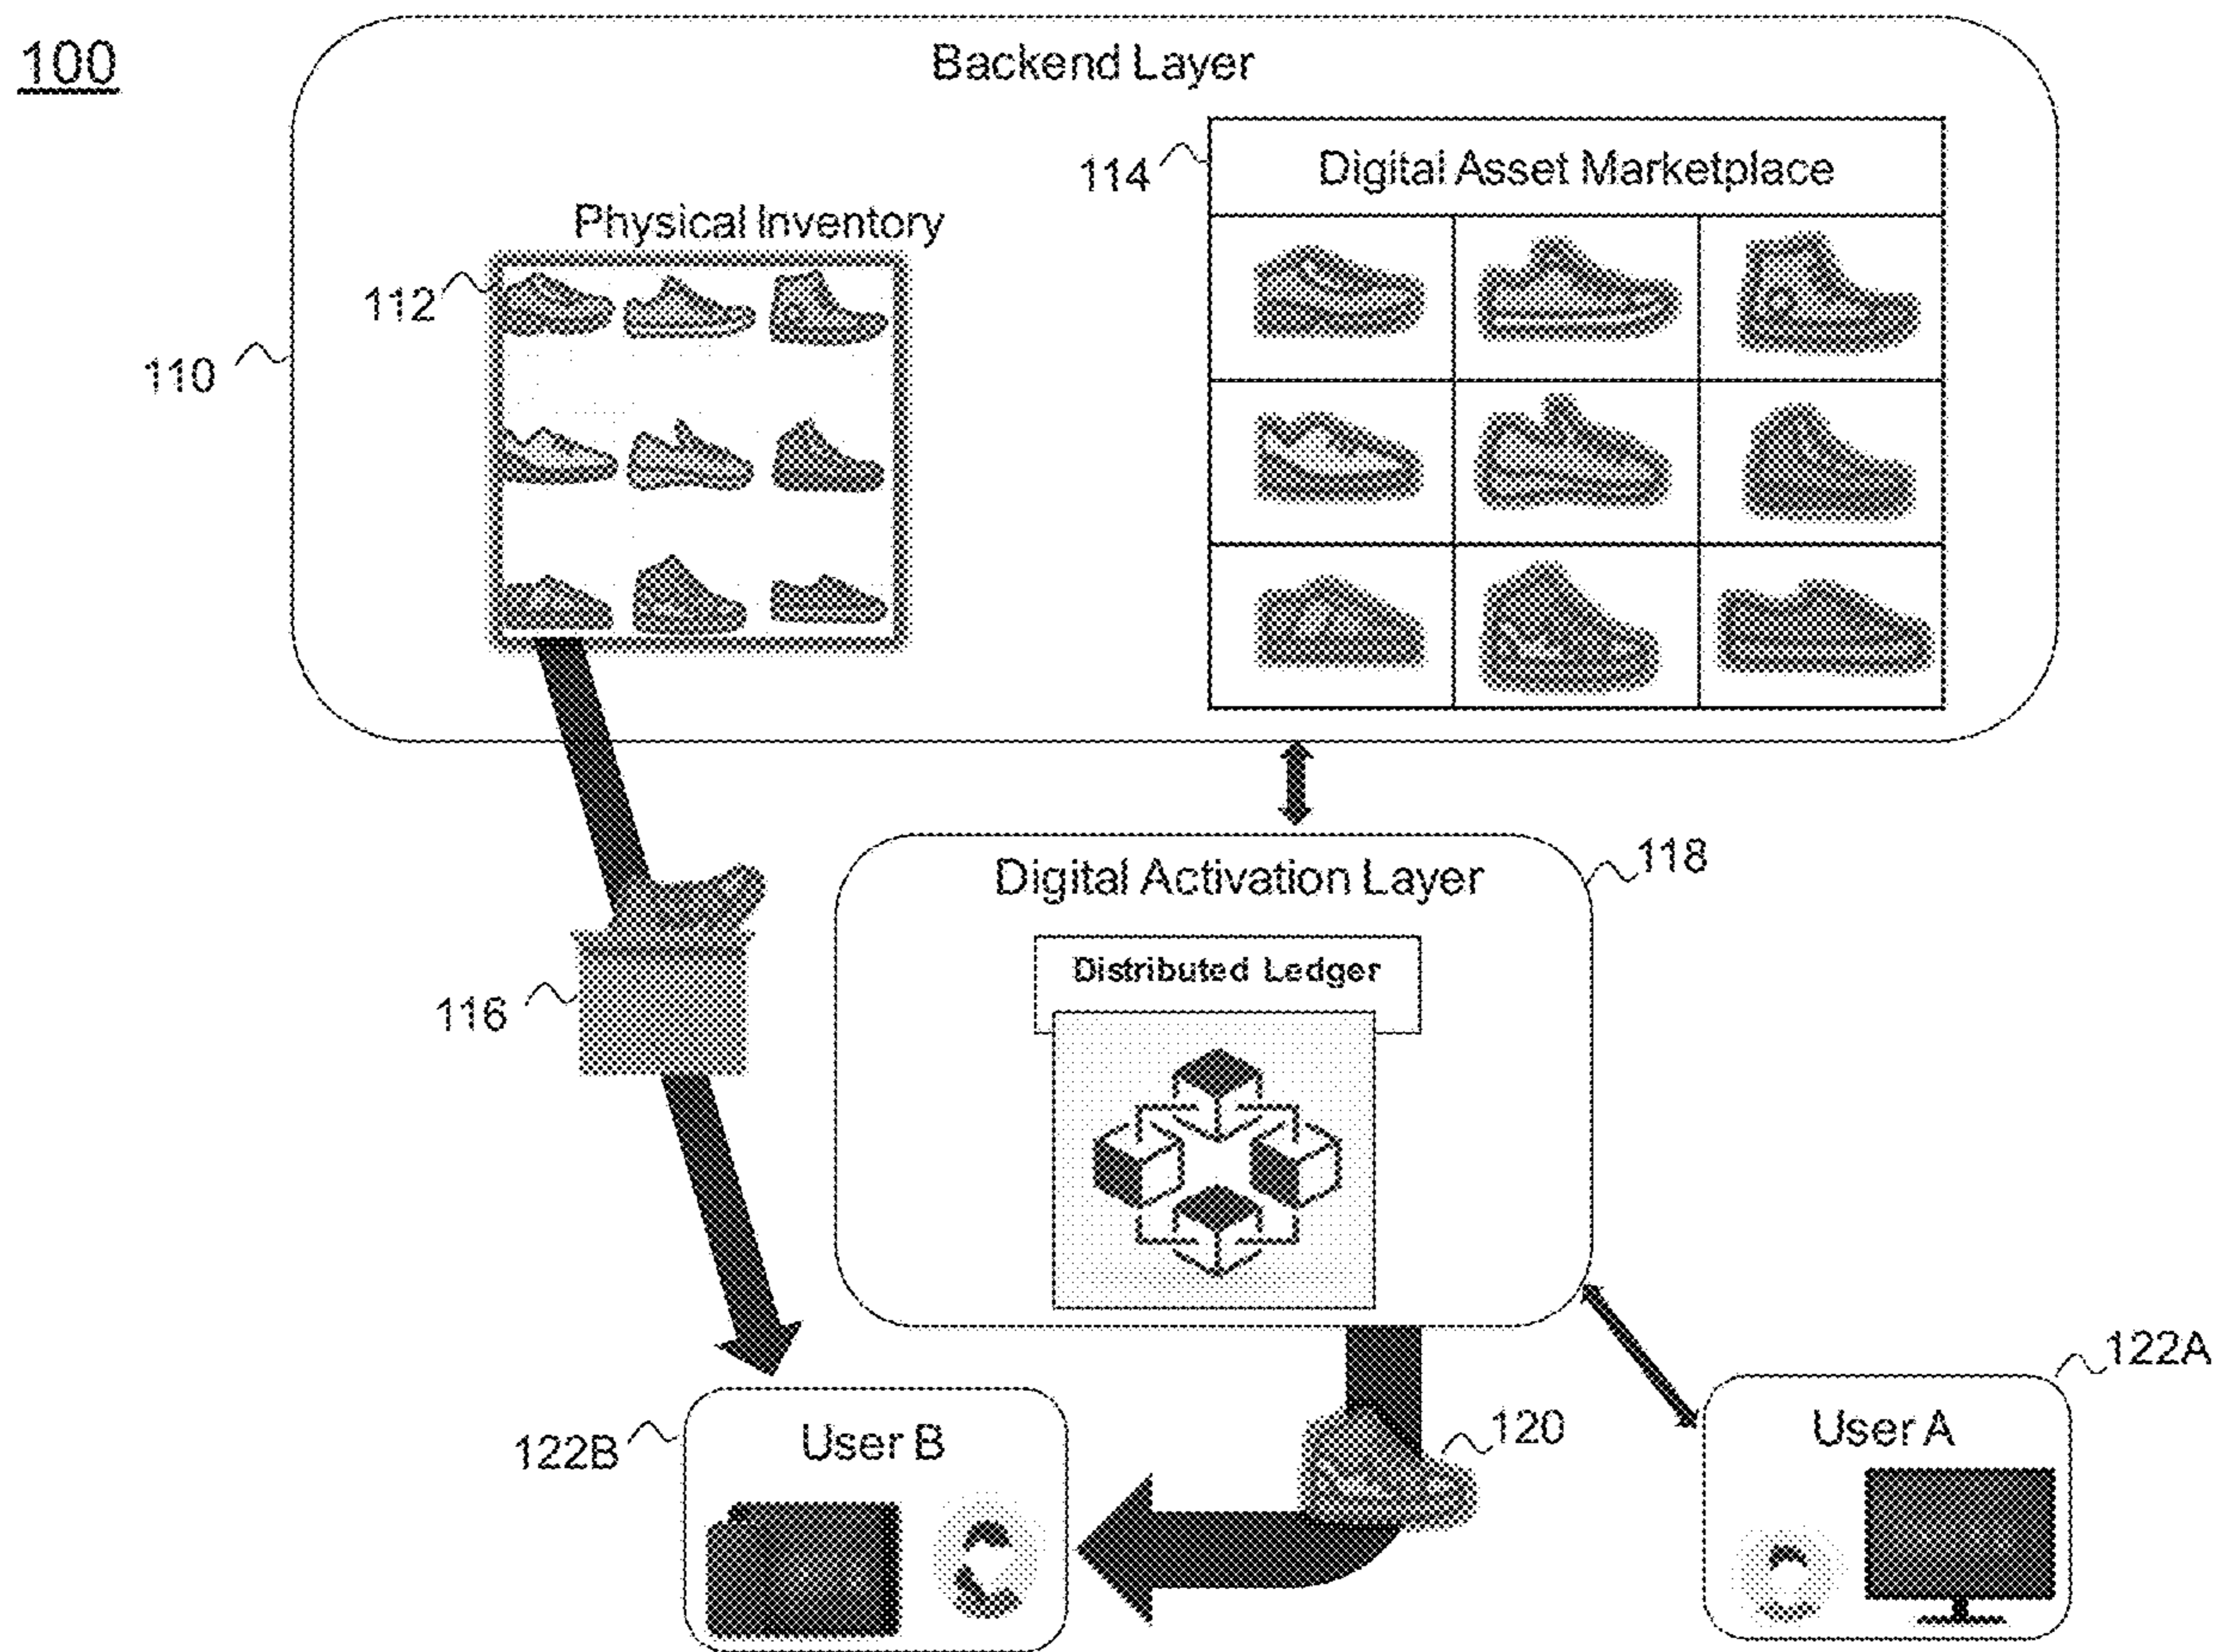 100
Backend Layer
114
Digital Asset Marketplace
Physical Inventory
112
110
118
Digital Activation Layer
Distributed Ledger
116
122A
User A
120
122B
User B